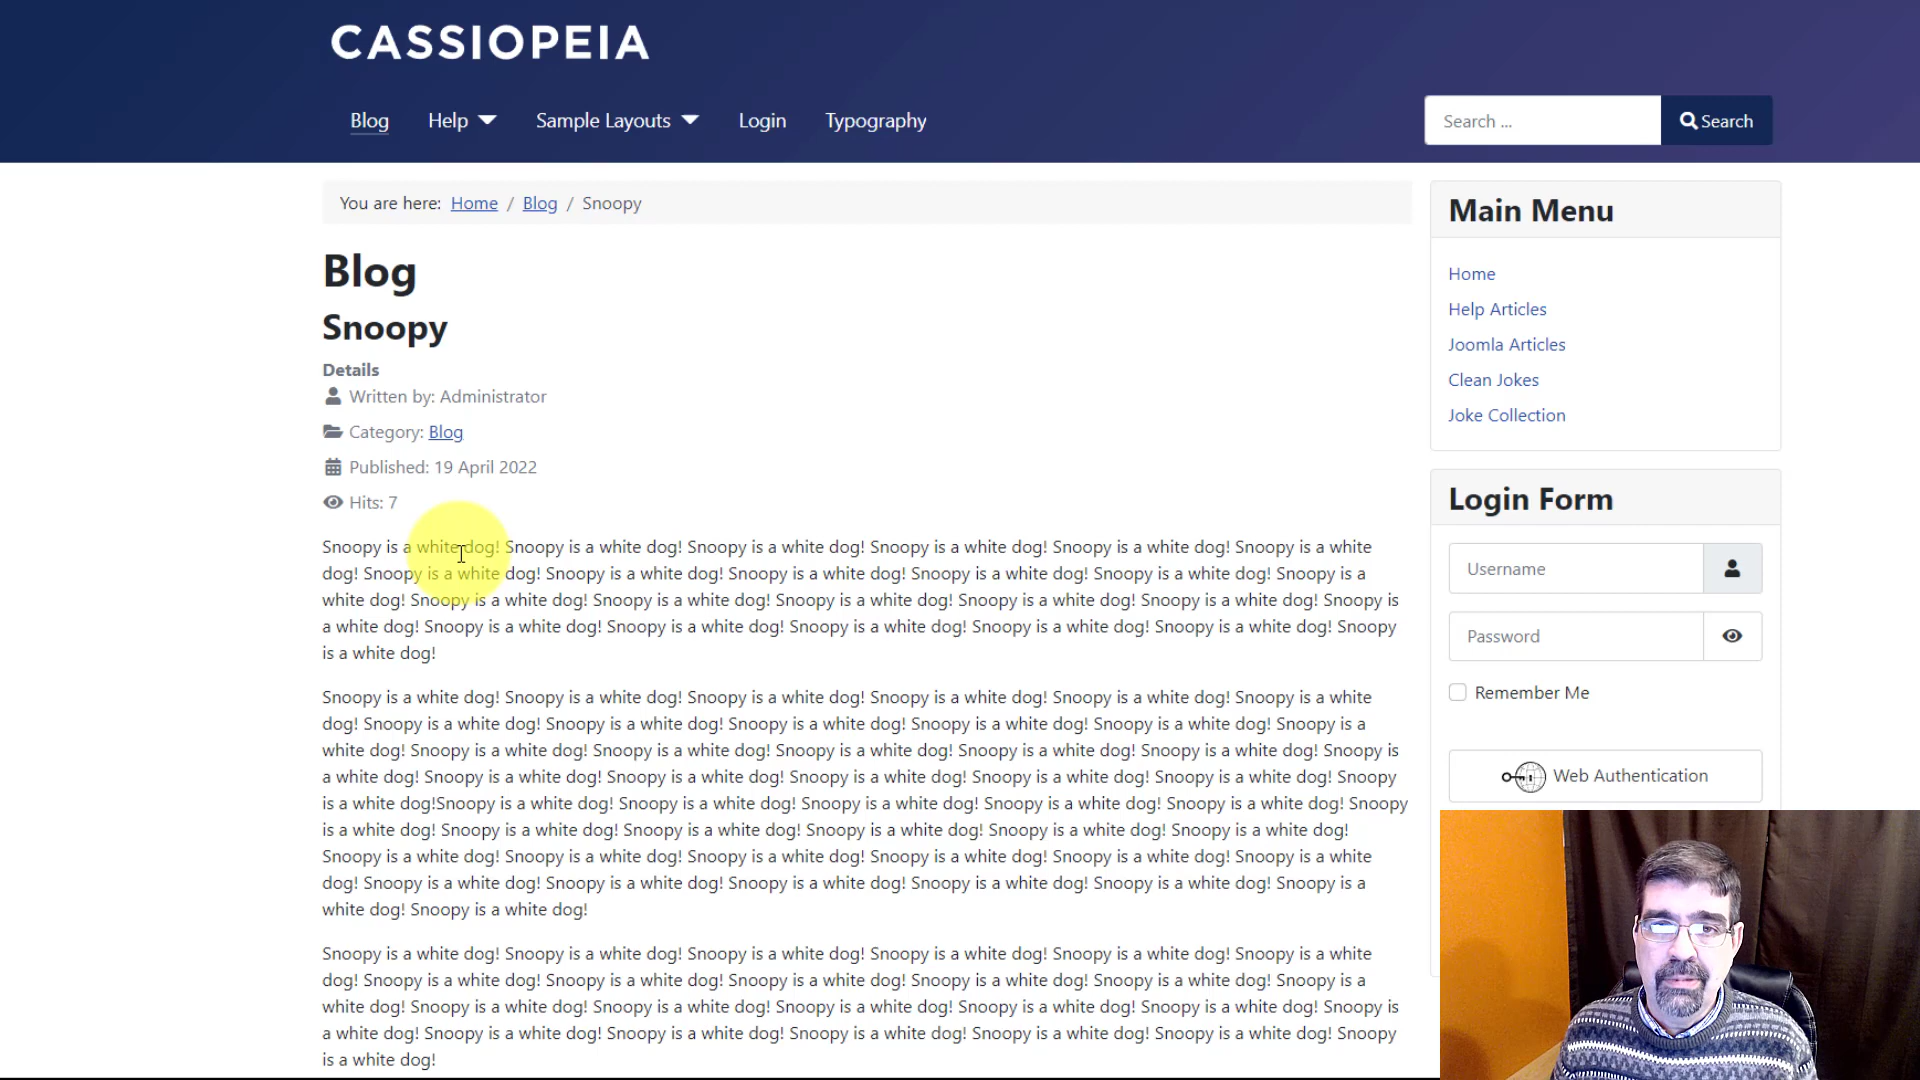 CASSIOPEIA
Blog Help Sample Layouts Login Typography
Search ... Search
You are here: Home / Blog / Snoopy
Blog
Snoopy
Details
Written by: Administrator
Category: Blog
Published: 19 April 2022
Hits: 7
Snoopy is a white dog! Snoopy is a white dog! Snoopy is a white dog! Snoopy is a white dog! Snoopy is a white dog! Snoopy is a white
dog! Snoopy is a white dog! Snoopy is a white dog! Snoopy is a white dog! Snoopy is a white dog! Snoopy is a white dog! Snoopy is a
white dog! Snoopy is a white dog! Snoopy is a white dog! Snoopy is a white dog! Snoopy is a white dog! Snoopy is a white dog! Snoopy is
a white dog! Snoopy is a white dog! Snoopy is a white dog! Snoopy is a white dog! Snoopy is a white dog! Snoopy is a white dog! Snoopy
is a white dog!
Snoopy is a white dog! Snoopy is a white dog! Snoopy is a white dog! Snoopy is a white dog! Snoopy is a white dog! Snoopy is a white
dog! Snoopy is a white dog! Snoopy is a white dog! Snoopy is a white dog! Snoopy is a white dog! Snoopy is a white dog! Snoopy is a
white dog! Snoopy is a white dog! Snoopy is a white dog! Snoopy is a white dog! Snoopy is a white dog! Snoopy is a white dog! Snoopy is
a white dog! Snoopy is a white dog! Snoopy is a white dog! Snoopy is a white dog! Snoopy is a white dog! Snoopy is a white dog! Snoopy
is a white dog!Snoopy is a white dog! Snoopy is a white dog! Snoopy is a white dog! Snoopy is a white dog! Snoopy is a white dog! Snoopy
is a white dog! Snoopy is a white dog! Snoopy is a white dog! Snoopy is a white dog! Snoopy is a white dog! Snoopy is a white dog!
Snoopy is a white dog! Snoopy is a white dog! Snoopy is a white dog! Snoopy is a white dog! Snoopy is a white dog! Snoopy is a white
dog! Snoopy is a white dog! Snoopy is a white dog! Snoopy is a white dog! Snoopy is a white dog! Snoopy is a white dog! Snoopy is a
white dog! Snoopy is a white dog!
Snoopy is a white dog! Snoopy is a white dog! Snoopy is a white dog! Snoopy is a white dog! Snoopy is a white dog! Snoopy is a white
dog! Snoopy is a white dog! Snoopy is a white dog! Snoopy is a white dog! Snoopy is a white dog! Snoopy is a white dog! Snoopy is a
white dog! Snoopy is a white dog! Snoopy is a white dog! Snoopy is a white dog! Snoopy is a white dog! Snoopy is a white dog! Snoopy is
a white dog! Snoopy is a white dog! Snoopy is a white dog! Snoopy is a white dog! Snoopy is a white dog! Snoopy is a white dog! Snoopy
is a white dog!
Main Menu
Home
Help Articles
Joomla Articles
Clean Jokes
Joke Collection
Login Form
Username
Password
Remember Me
Web Authentication